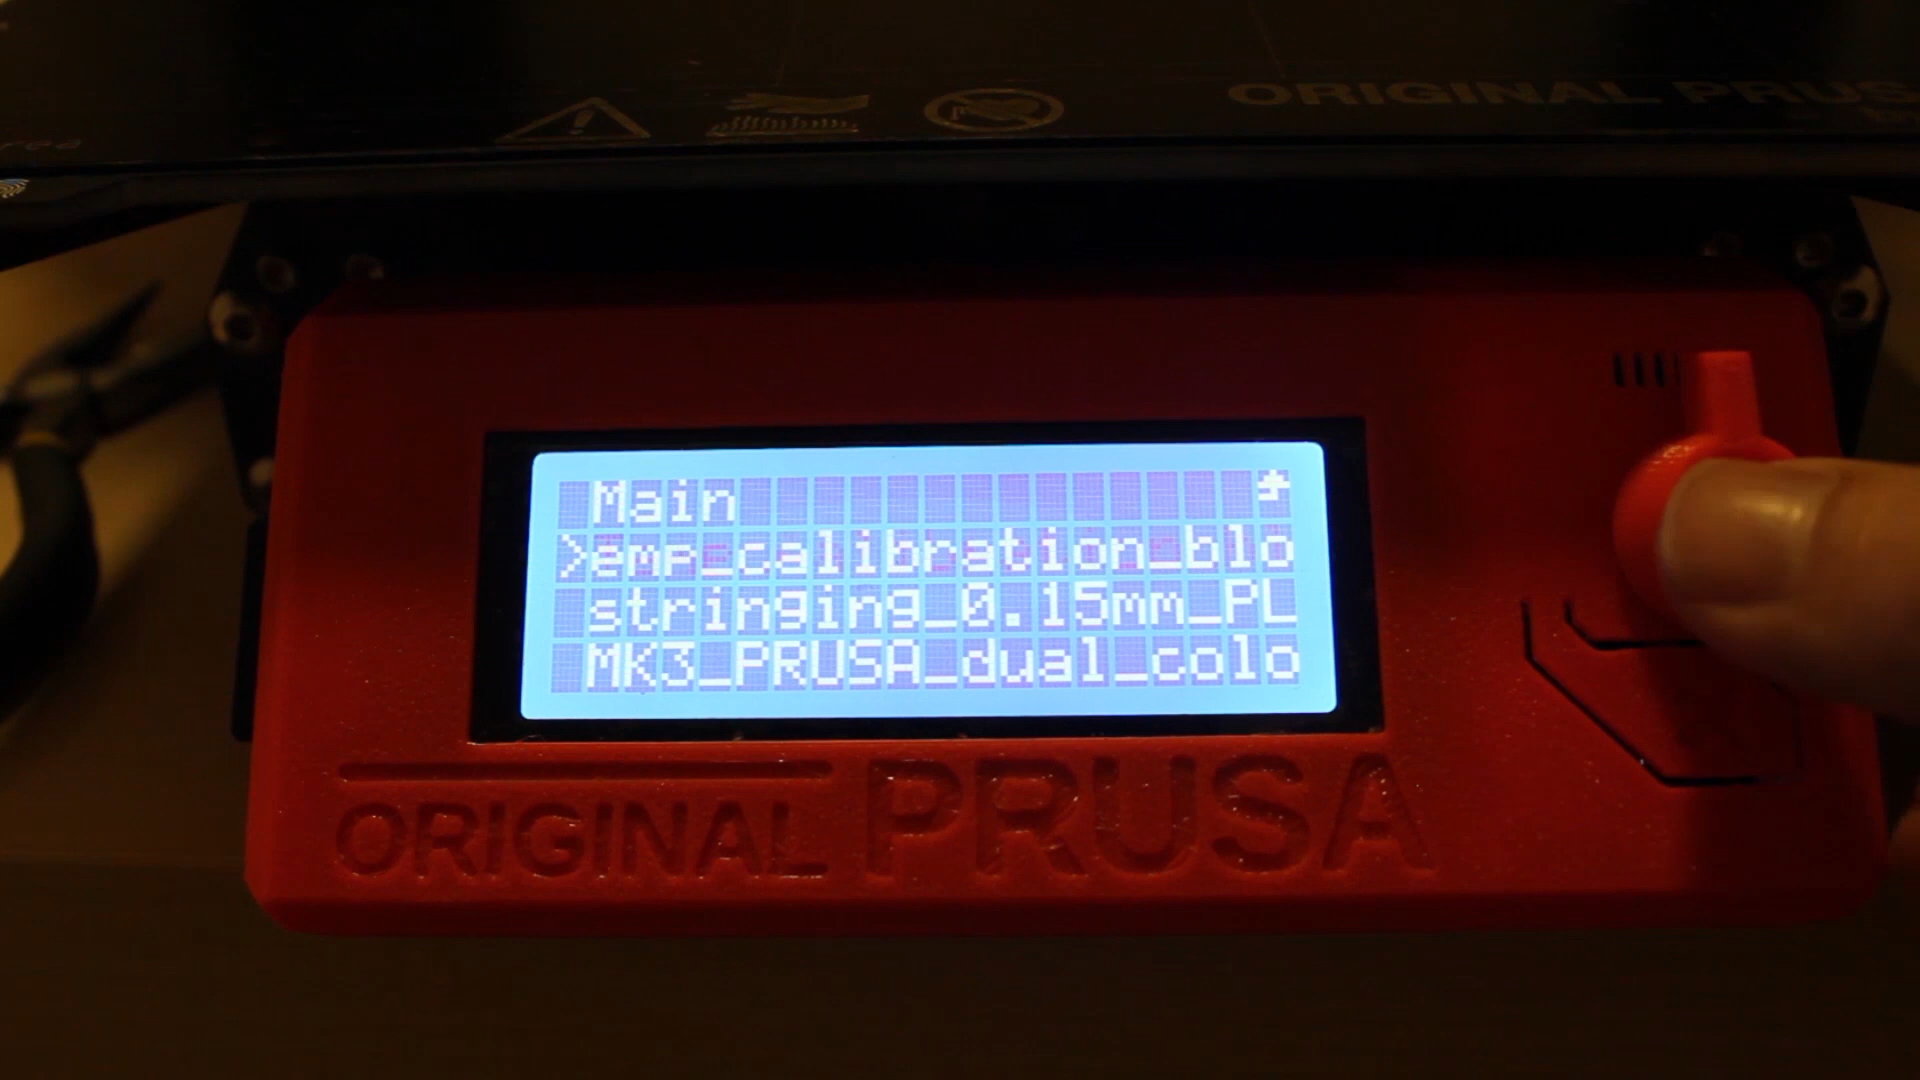 ORIGINAL PRUS
Main
>emp_calibration_blo
stringing_0.15mm_PL
MK3_PRUSA_dual_colo
ORIGINAL PRUSA